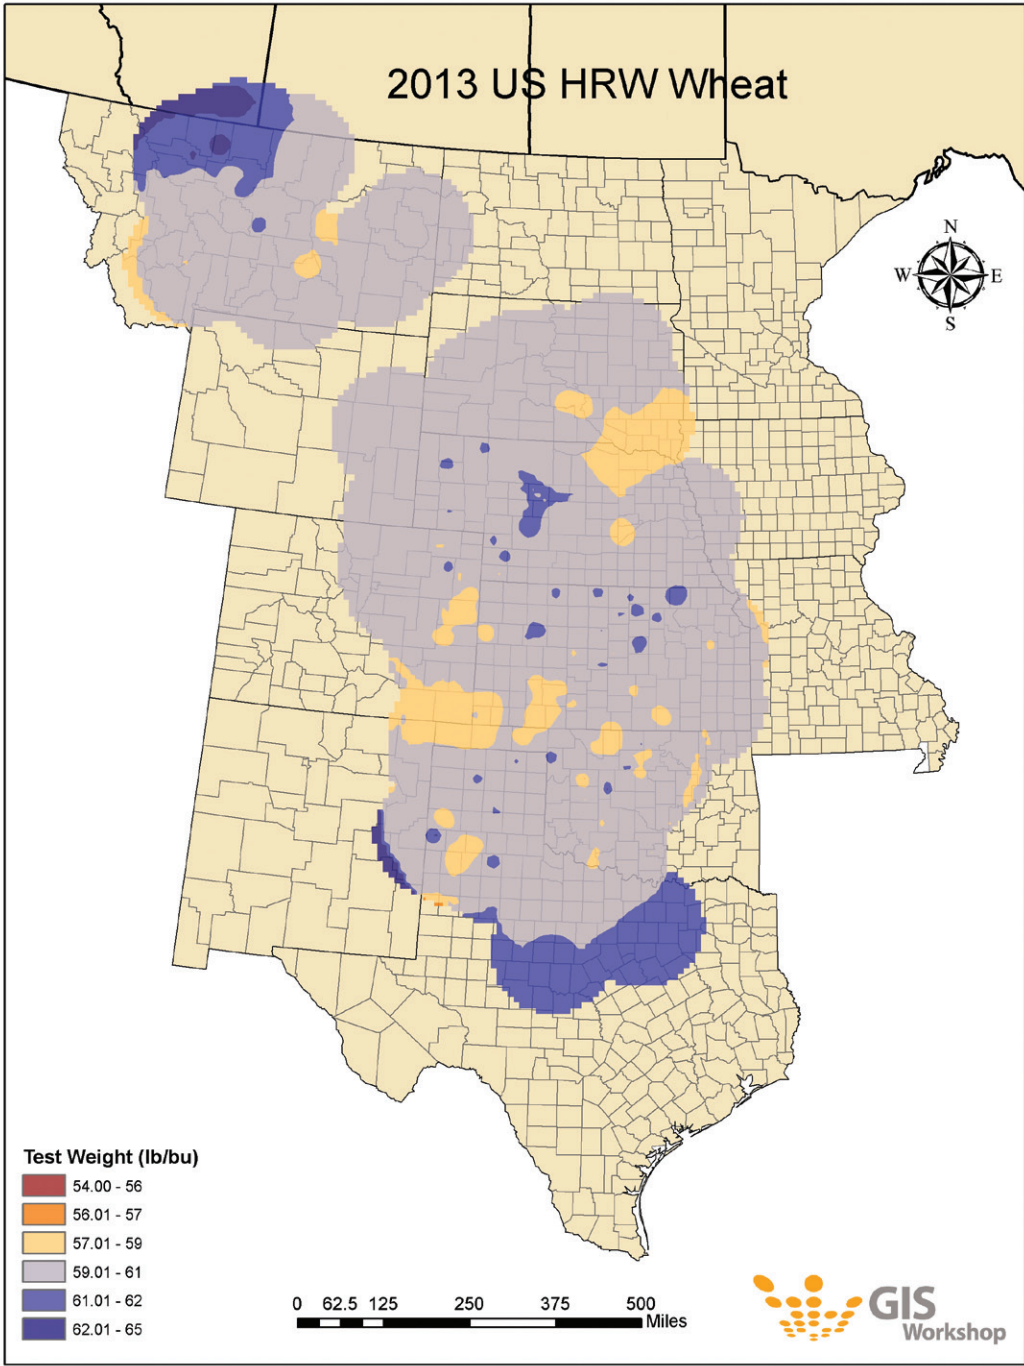 2013 US HRW Wheat
N
W E
S
Test Weight (lb/bu)
54.00 - 56
56.01 - 57
57.01 - 59
59.01 - 61
61.01 - 62
62.01 - 65
0 62.5 125 250 375 500
Miles
GIS
Workshop